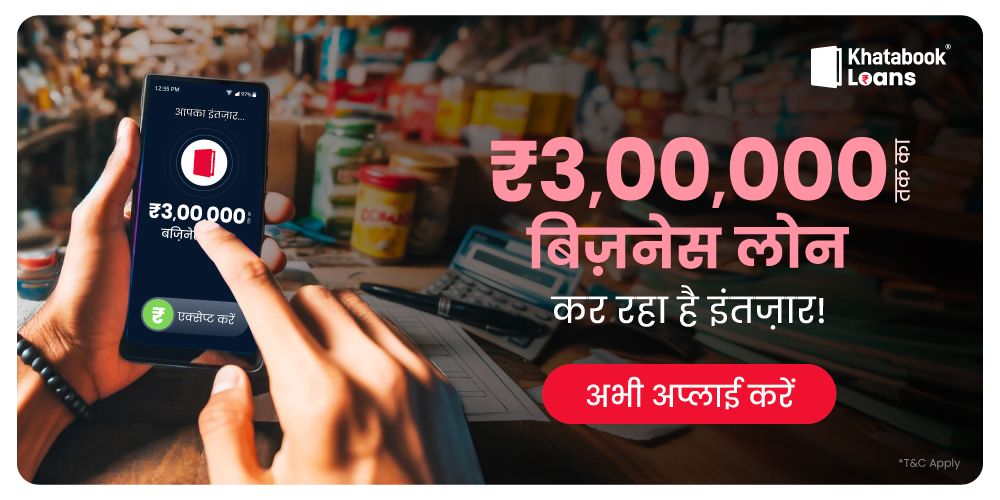 Khatabook®
Loans
12:35 PM
97%
आपका इंतज़ार...
₹3,00,000
एक्सेप्ट करें
₹3,00,000 तक का
बिज़नेस लोन
कर रहा है इंतज़ार!
अभी अप्लाई करें
*T&C Apply